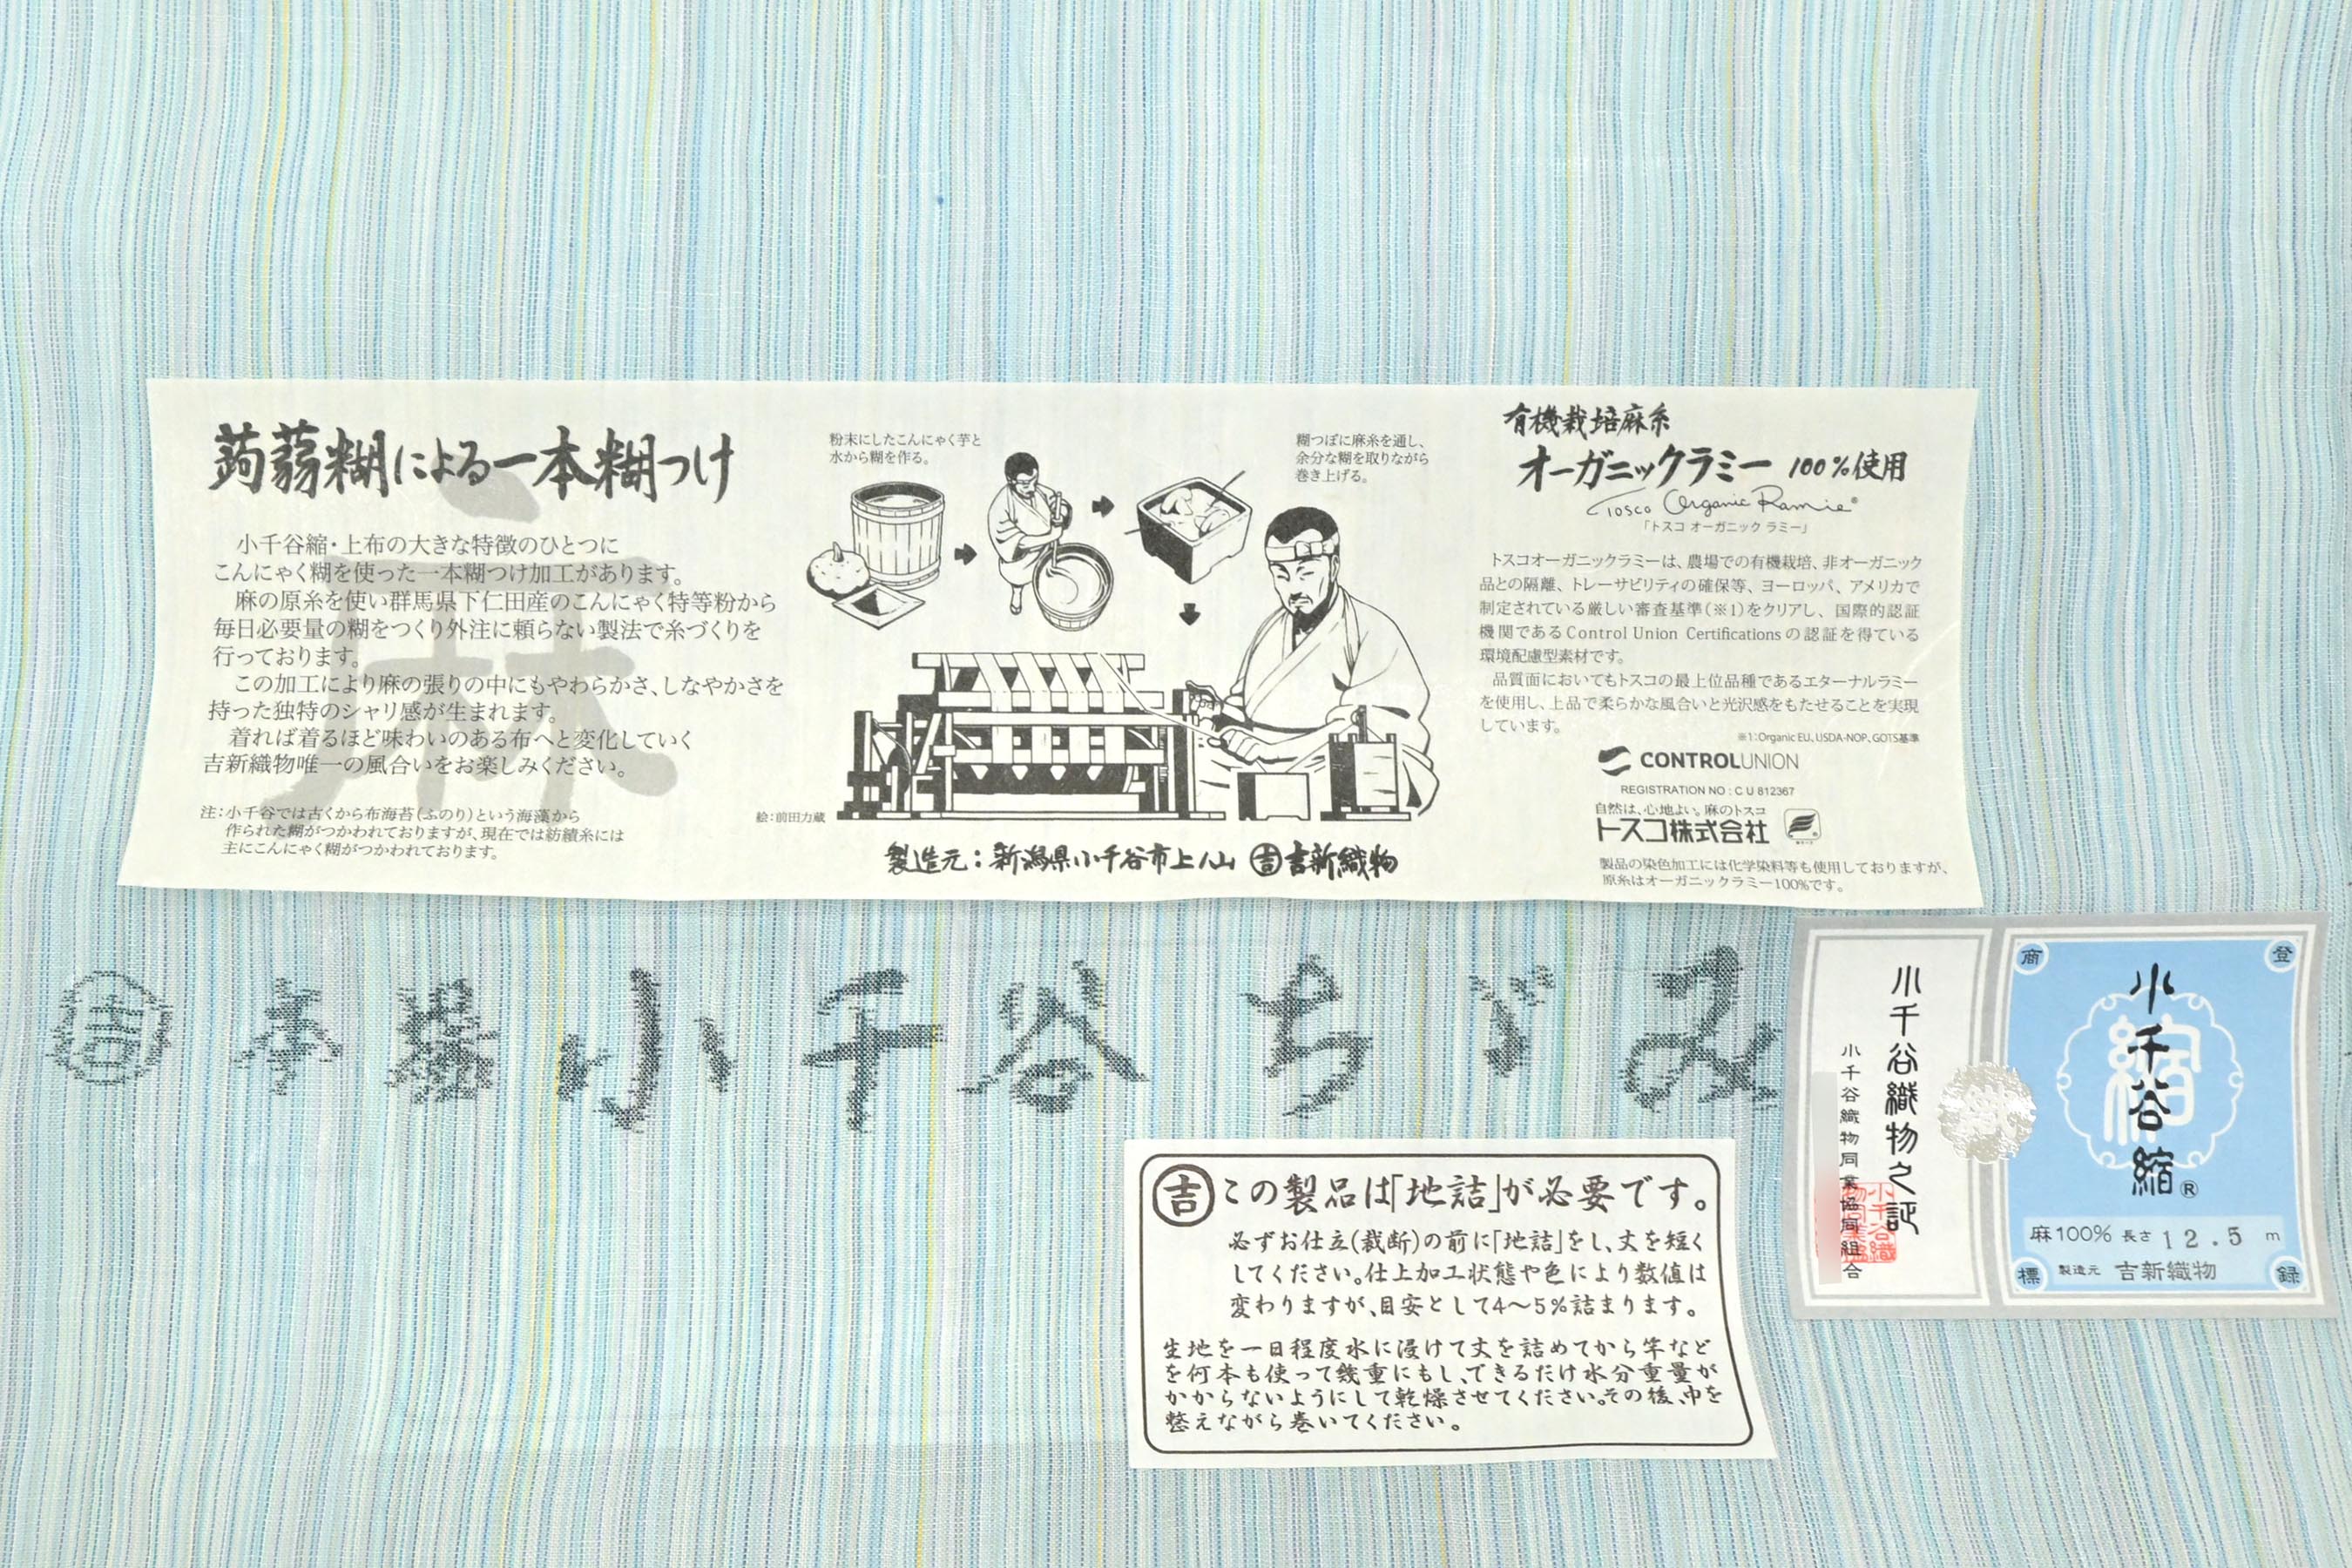 蒟蒻糊による一本糊つけ
小千谷縮・上布の大きな特徴のひとつに
こんにゃく糊を使った一本糊つけ加工があります。
麻の原糸を使い群馬県下仁田産のこんにゃく特等粉から
毎日必要量の糊をつくり外注に頼らない製法で糸づくりを
行っております。
この加工により麻の張りの中にもやわらかさ、しなやかさを
持った独特のシャリ感が生まれます。
着れば着るほど味わいのある布へと変化していく
吉新織物唯一の風合いをお楽しみください。
注:小千谷では古くから布海苔(ふのり)という海藻から
作られた糊がつかわれておりますが、現在では紡績糸には
主にこんにゃく糊がつかわれております。
粉末にしたこんにゃく芋と
水から糊を作る。
糊つぼに麻糸を通し、
余分な糊を取りながら
巻き上げる。
絵:前田力蔵
製造元:新潟県小千谷市上ノ山 吉 吉新織物
有機栽培麻糸
オーガニックラミー 100%使用
Tosco Organic Ramie®
「トスコ オーガニック ラミー」
トスコオーガニックラミーは、農場での有機栽培、非オーガニック
品との隔離、トレーサビリティの確保等、ヨーロッパ、アメリカで
制定されている厳しい審査基準(※1)をクリアし、国際的認証
機関であるControl Union Certificationsの認証を得ている
環境配慮型素材です。
品質面においてもトスコの最上位品種であるエターナルラミー
を使用し、上品で柔らかな風合いと光沢感をもたせることを実現
しています。
※1:Organic EU、USDA-NOP、GOTS基準
CONTROLUNION
REGISTRATION NO : C U 812367
自然は、心地よい。麻のトスコ
トスコ株式会社
製品の染色加工には化学染料等も使用しておりますが、
原糸はオーガニックラミー100%です。
吉 本場小千谷ちゞみ
小千谷織物之証
小千谷織物同業協同組合
商 登
標 録
縮
小千谷縮®
麻100% 長さ 12.5 m
製造元 吉新織物
吉 この製品は「地詰」が必要です。
必ずお仕立(裁断)の前に「地詰」をし、丈を短く
してください。仕上加工状態や色により数値は
変わりますが、目安として4〜5%詰まります。
生地を一日程度水に浸けて丈を詰めてから竿など
を何本も使って幾重にもし、できるだけ水分重量が
かからないようにして乾燥させてください。その後、巾を
整えながら巻いてください。